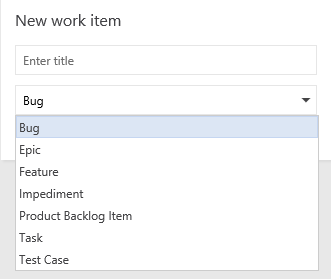 New work item
Enter title
Bug
Bug
Epic
Feature
Impediment
Product Backlog Item
Task
Test Case